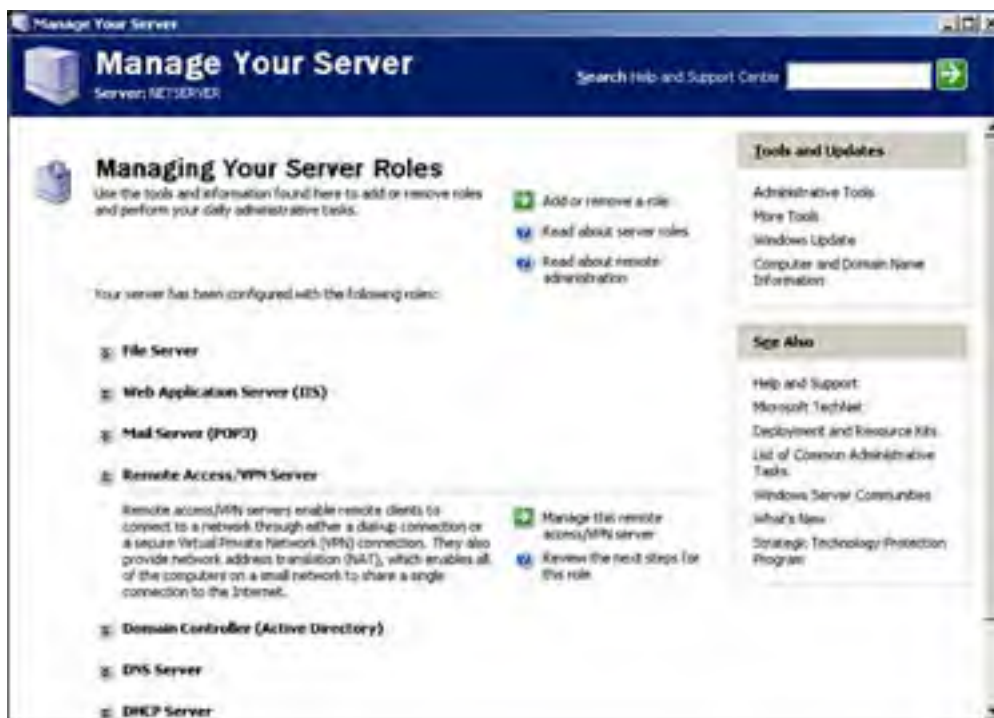 Manage Your Server
Manage Your Server
Server: NETSERVER
Search Help and Support Center
Managing Your Server Roles
Use the tools and information found here to add or remove roles
and perform your daily administrative tasks.
Add or remove a role
Read about server roles
Read about remote
administration
Your server has been configured with the following roles:
File Server
Web Application Server (IIS)
Mail Server (POP3)
Remote Access/VPN Server
Remote access/VPN servers enable remote clients to
connect to a network through either a dial-up connection or
a secure Virtual Private Network (VPN) connection. They also
provide network address translation (NAT), which enables all
of the computers on a small network to share a single
connection to the Internet.
Manage this remote
access/VPN server
Review the next steps for
this role
Domain Controller (Active Directory)
DNS Server
DHCP Server
Tools and Updates
Administrative Tools
More Tools
Windows Update
Computer and Domain Name
Information
See Also
Help and Support
Microsoft TechNet
Deployment and Resource Kits
List of Common Administrative
Tasks
Windows Server Communities
What's New
Strategic Technology Protection
Program